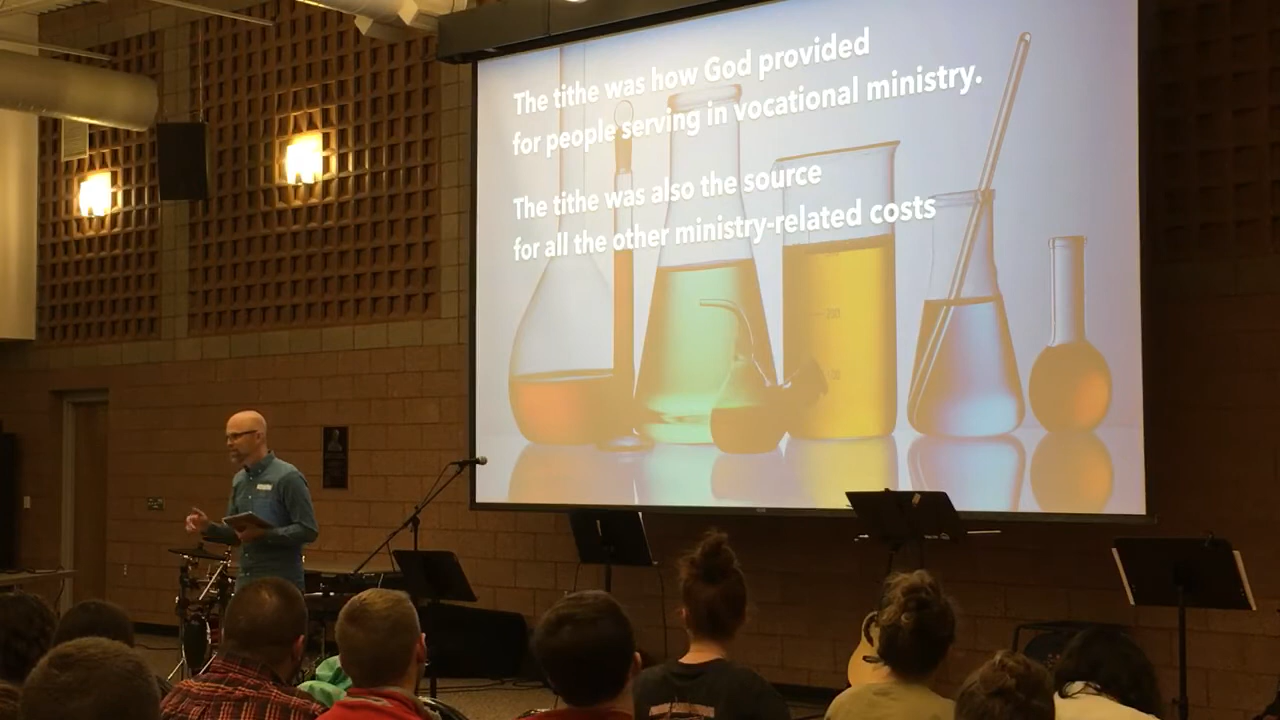 The tithe was how God provided
for people serving in vocational ministry.
The tithe was also the source
for all the other ministry-related costs